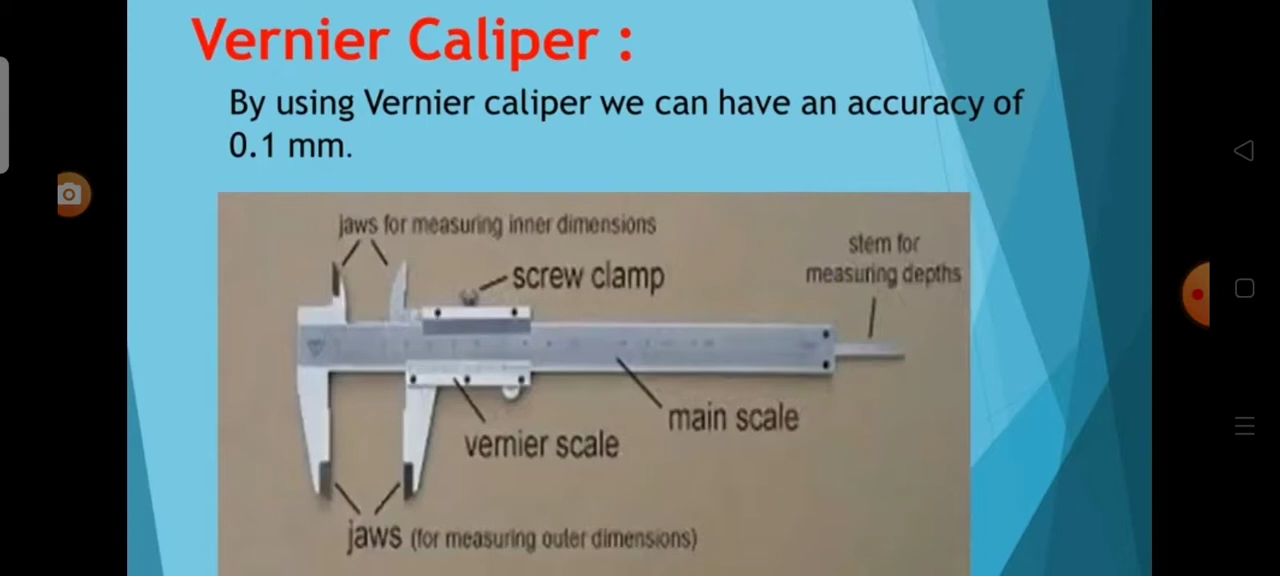 Vernier Caliper :
By using Vernier caliper we can have an accuracy of
0.1 mm.
jaws for measuring inner dimensions
stem for
measuring depths
screw clamp
main scale
vernier scale
jaws (for measuring outer dimensions)